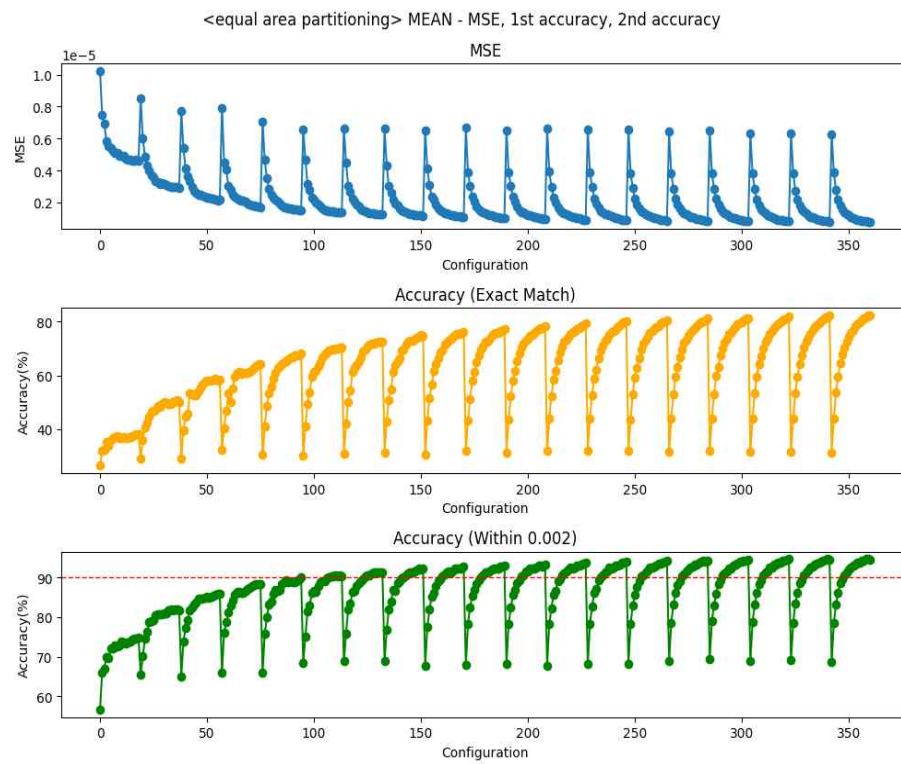 <equal area partitioning> MEAN - MSE, 1st accuracy, 2nd accuracy
MSE
1e−5
1.0
0.8
0.6
0.4
0.2
MSE
0 50 100 150 200 250 300 350
Configuration
Accuracy (Exact Match)
80
60
40
Accuracy(%)
0 50 100 150 200 250 300 350
Configuration
Accuracy (Within 0.002)
90
80
70
60
Accuracy(%)
0 50 100 150 200 250 300 350
Configuration